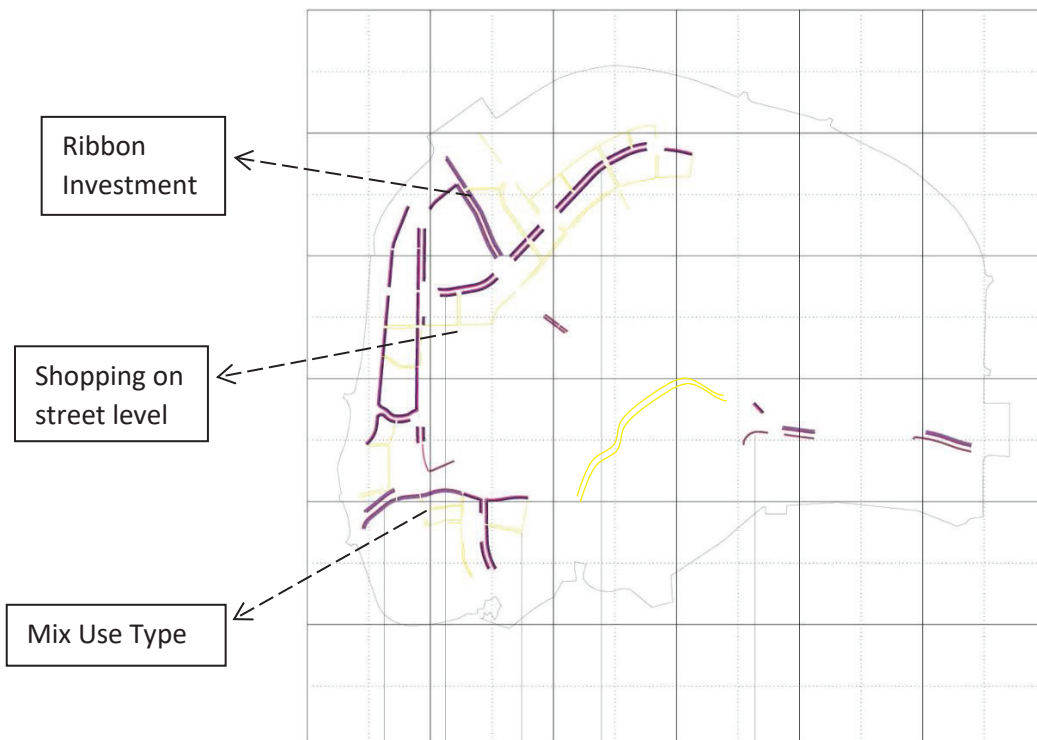 Ribbon
Investment
Shopping on
street level
Mix Use Type